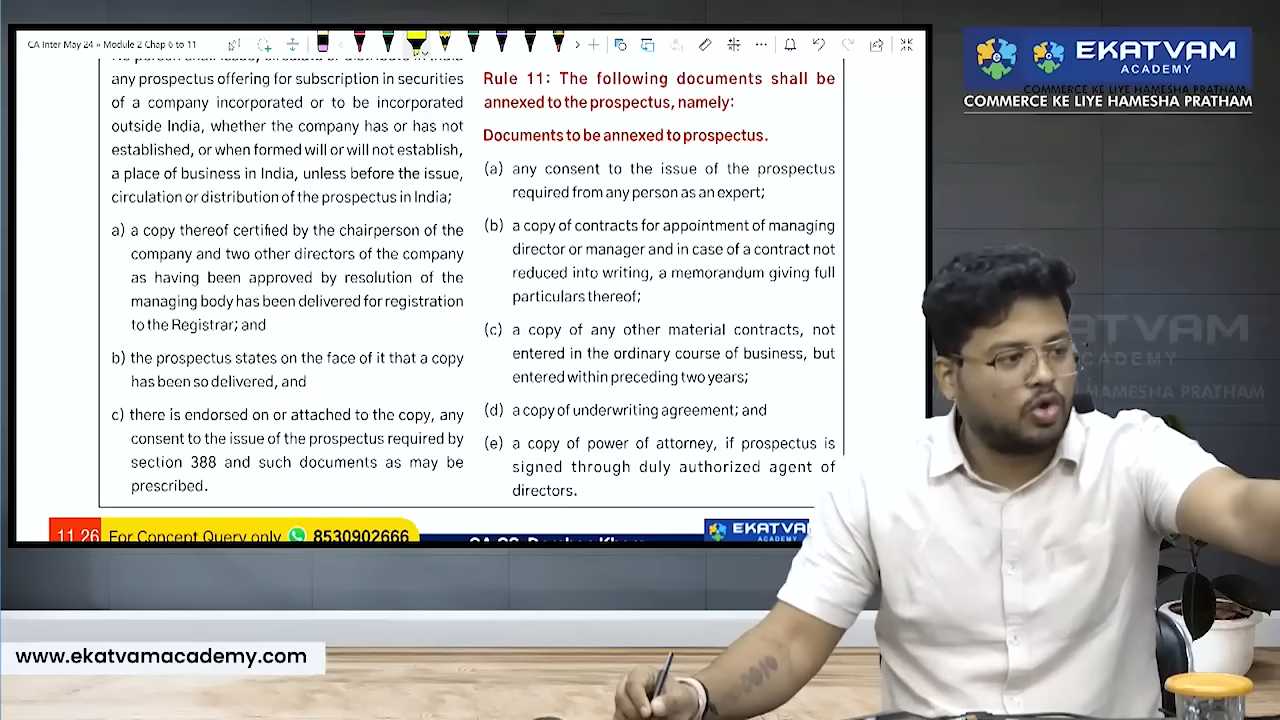 CA Inter May 24 » Module 2 Chap 6 to 11
any prospectus offering for subscription in securities
of a company incorporated or to be incorporated
outside India, whether the company has or has not
established, or when formed will or will not establish,
a place of business in India, unless before the issue,
circulation or distribution of the prospectus in India;
a) a copy thereof certified by the chairperson of the
company and two other directors of the company
as having been approved by resolution of the
managing body has been delivered for registration
to the Registrar; and
b) the prospectus states on the face of it that a copy
has been so delivered, and
c) there is endorsed on or attached to the copy, any
consent to the issue of the prospectus required by
section 388 and such documents as may be
prescribed.
Rule 11: The following documents shall be
annexed to the prospectus, namely:
Documents to be annexed to prospectus.
(a) any consent to the issue of the prospectus
required from any person as an expert;
(b) a copy of contracts for appointment of managing
director or manager and in case of a contract not
reduced into writing, a memorandum giving full
particulars thereof;
(c) a copy of any other material contracts, not
entered in the ordinary course of business, but
entered within preceding two years;
(d) a copy of underwriting agreement; and
(e) a copy of power of attorney, if prospectus is
signed through duly authorized agent of
directors.
11.26 For Concept Query only 8530902666
EKATVAM
ACADEMY
COMMERCE KE LIYE HAMESHA PRATHAM
COMMERCE KE LIYE HAMESHA PRATHAM
ATVAM
CADEMY
HAMESHA PRATHAM
www.ekatvamacademy.com